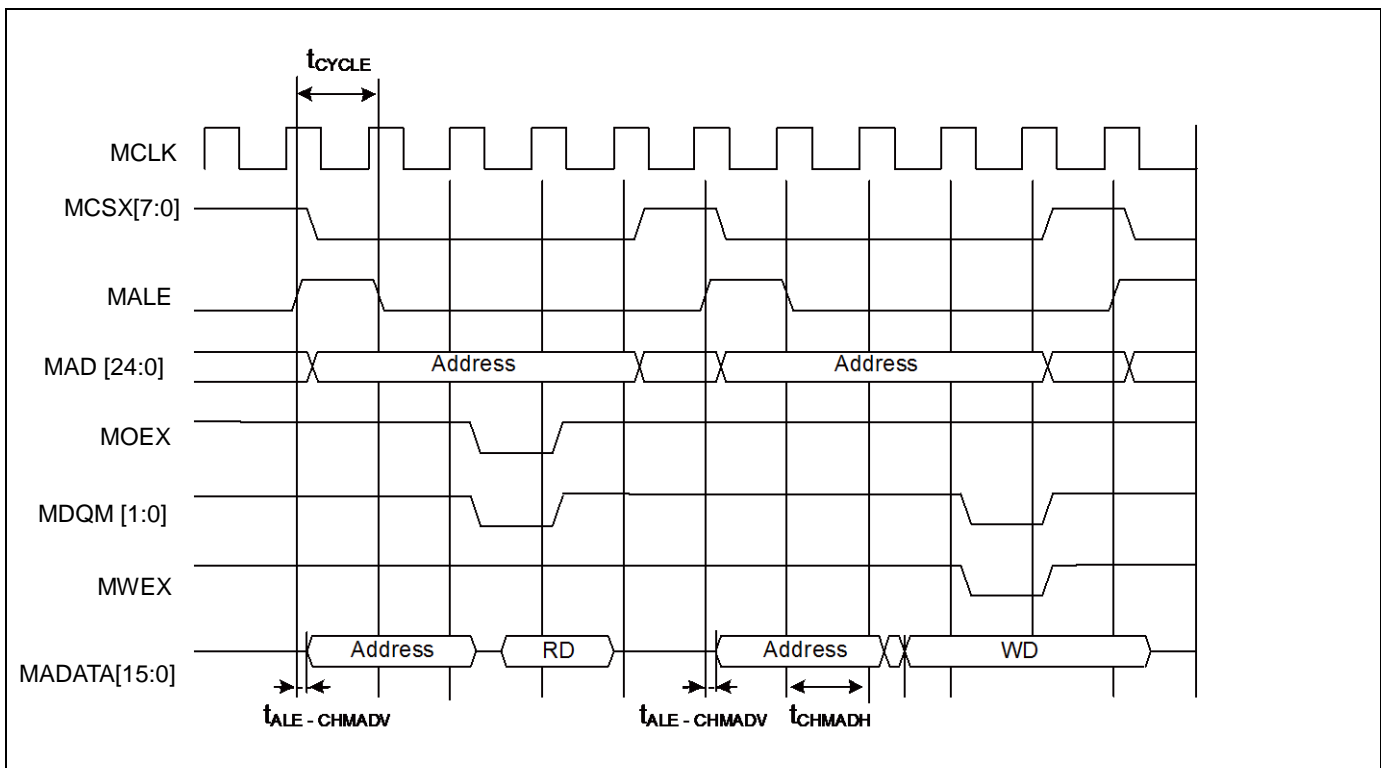 tCYCLE
MCLK
MCSX[7:0]
MALE
MAD [24:0]
Address
Address
MOEX
MDQM [1:0]
MWEX
MADATA[15:0]
Address
RD
Address
WD
tALE - CHMADV
tALE - CHMADV
tCHMADH